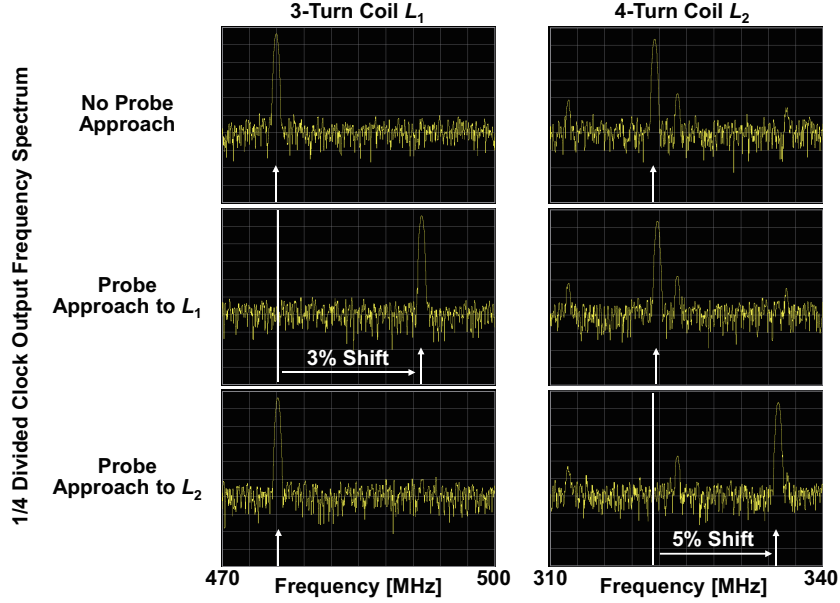 3-Turn Coil L1
4-Turn Coil L2
1/4 Divided Clock Output Frequency Spectrum
No Probe
Approach
Probe
Approach to L1
3% Shift
Probe
Approach to L2
5% Shift
470
Frequency [MHz]
500
310
Frequency [MHz]
340